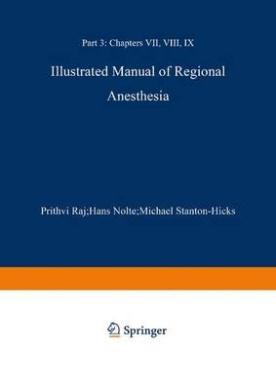 Part 3: Chapters VII, VIII, IX
Illustrated Manual of Regional
Anesthesia
Prithvi Raj;Hans Nolte;Michael Stanton-Hicks
Springer